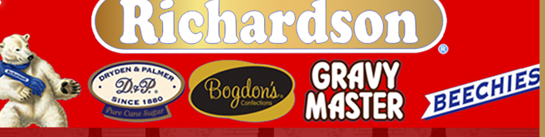 Richardson®
DRYDEN & PALMER
D&P.
SINCE 1880
Pure Cane Sugar
Bogdon's
Confections
GRAVY
MASTER
BEECHIES